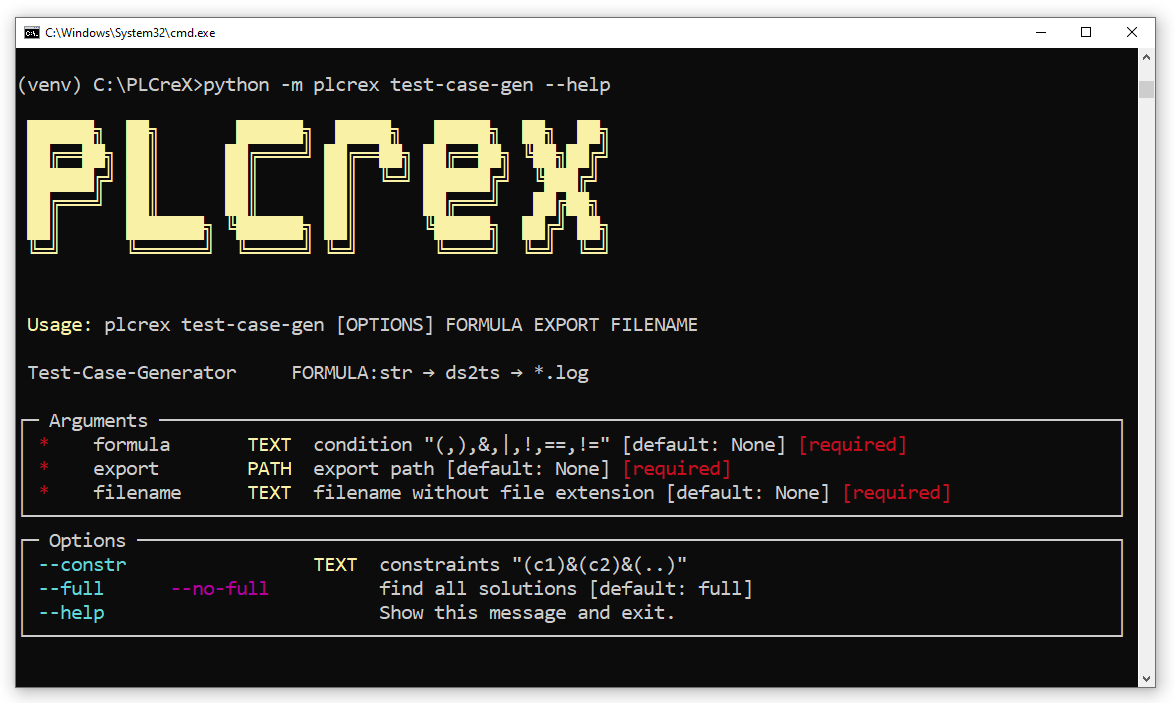 C:\Windows\System32\cmd.exe
(venv) C:\PLCreX>python -m plcrex test-case-gen --help
PLCrex
Usage: plcrex test-case-gen [OPTIONS] FORMULA EXPORT FILENAME
Test-Case-Generator FORMULA:str → ds2ts → *.log
Arguments
* formula TEXT condition "(,),&,|,!,==,!=" [default: None] [required]
* export PATH export path [default: None] [required]
* filename TEXT filename without file extension [default: None] [required]
Options
--constr TEXT constraints "(c1)&(c2)&(..)"
--full --no-full find all solutions [default: full]
--help Show this message and exit.